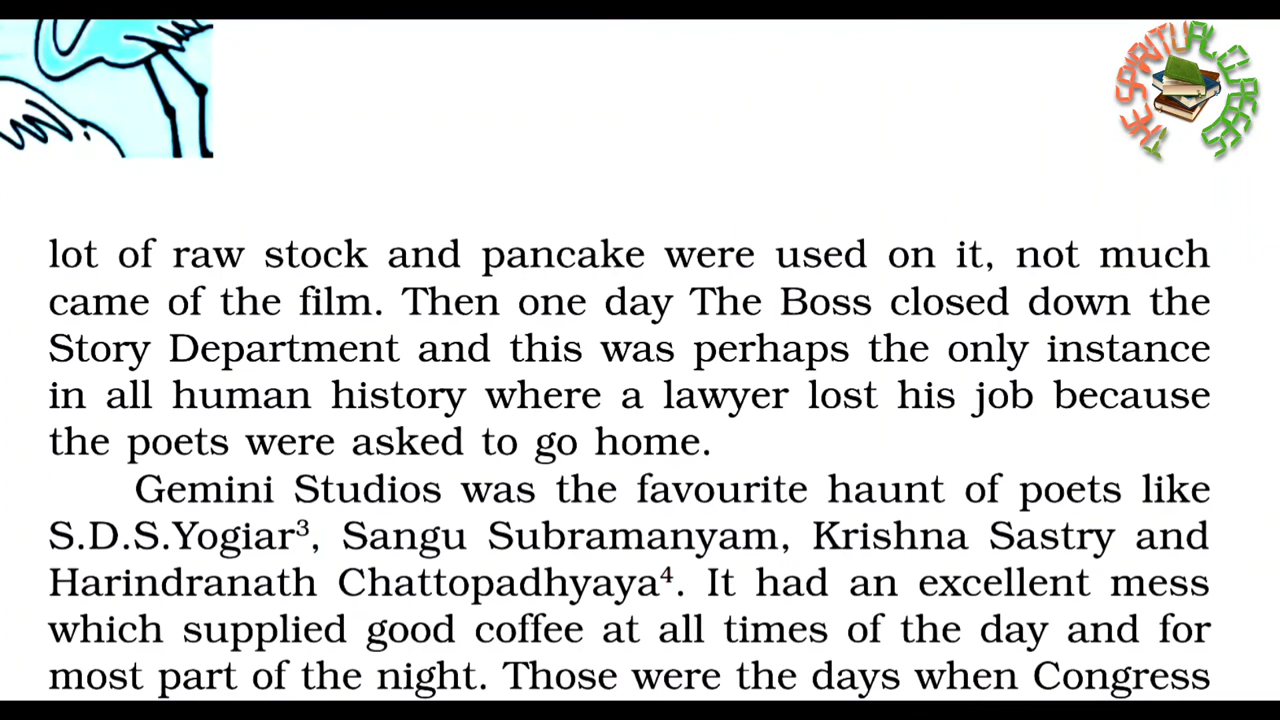 THE SPIRITUAL CUREES
lot of raw stock and pancake were used on it, not much
came of the film. Then one day The Boss closed down the
Story Department and this was perhaps the only instance
in all human history where a lawyer lost his job because
the poets were asked to go home.
Gemini Studios was the favourite haunt of poets like
S.D.S.Yogiar³, Sangu Subramanyam, Krishna Sastry and
Harindranath Chattopadhyaya⁴. It had an excellent mess
which supplied good coffee at all times of the day and for
most part of the night. Those were the days when Congress